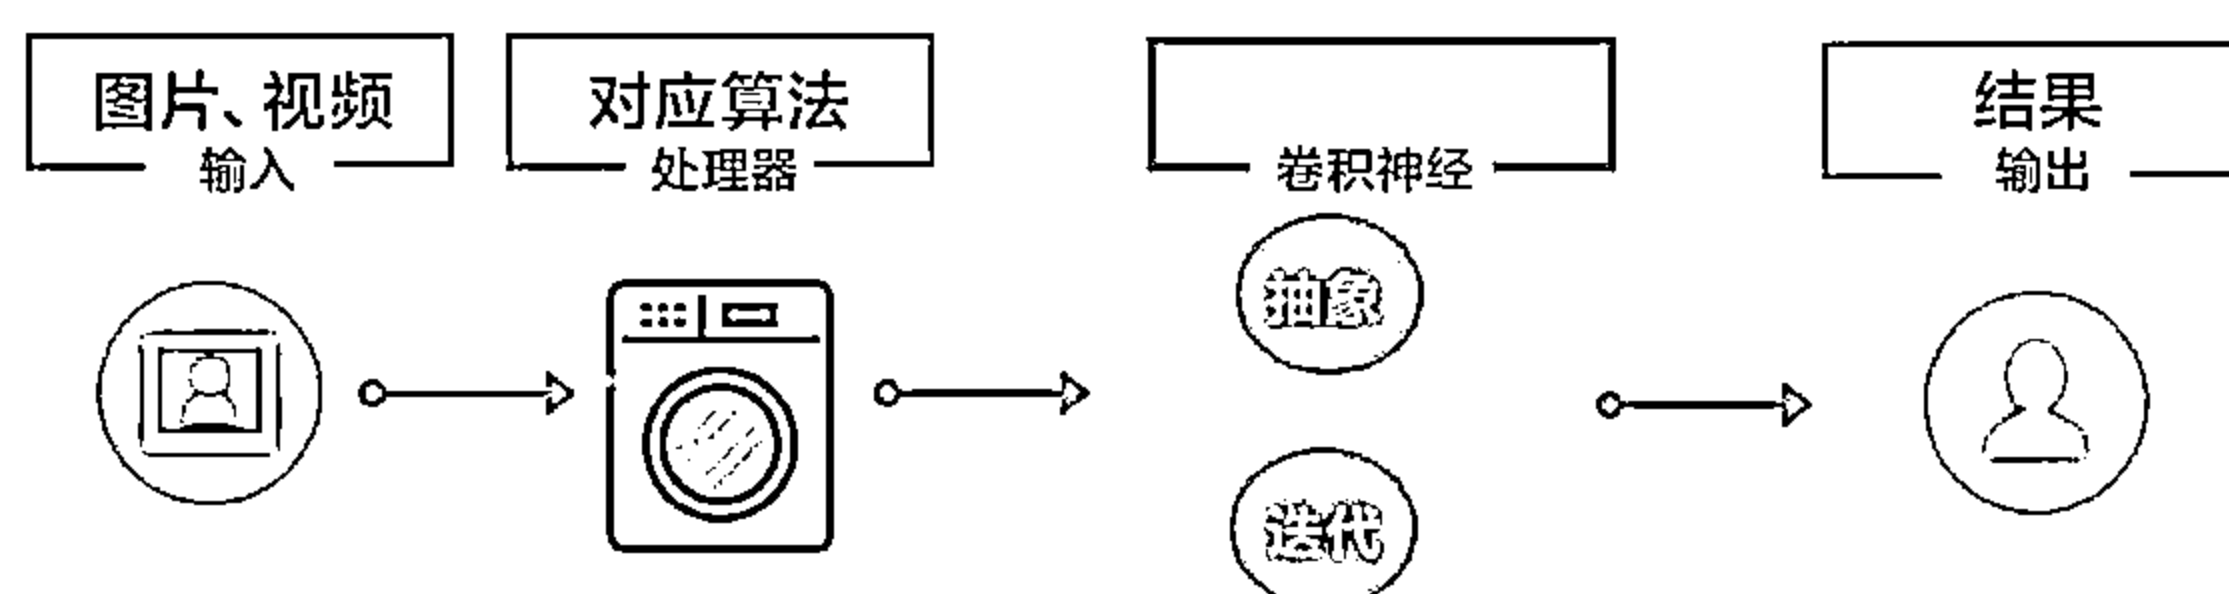 图片、视频
输入
对应算法
处理器
卷积神经
结果
输出
抽象
迭代